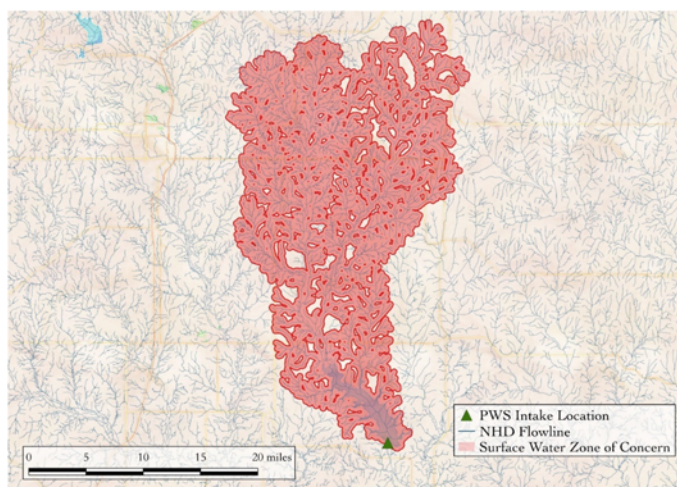 PWS Intake Location
NHD Flowline
Surface Water Zone of Concern
0 5 10 15 20 miles